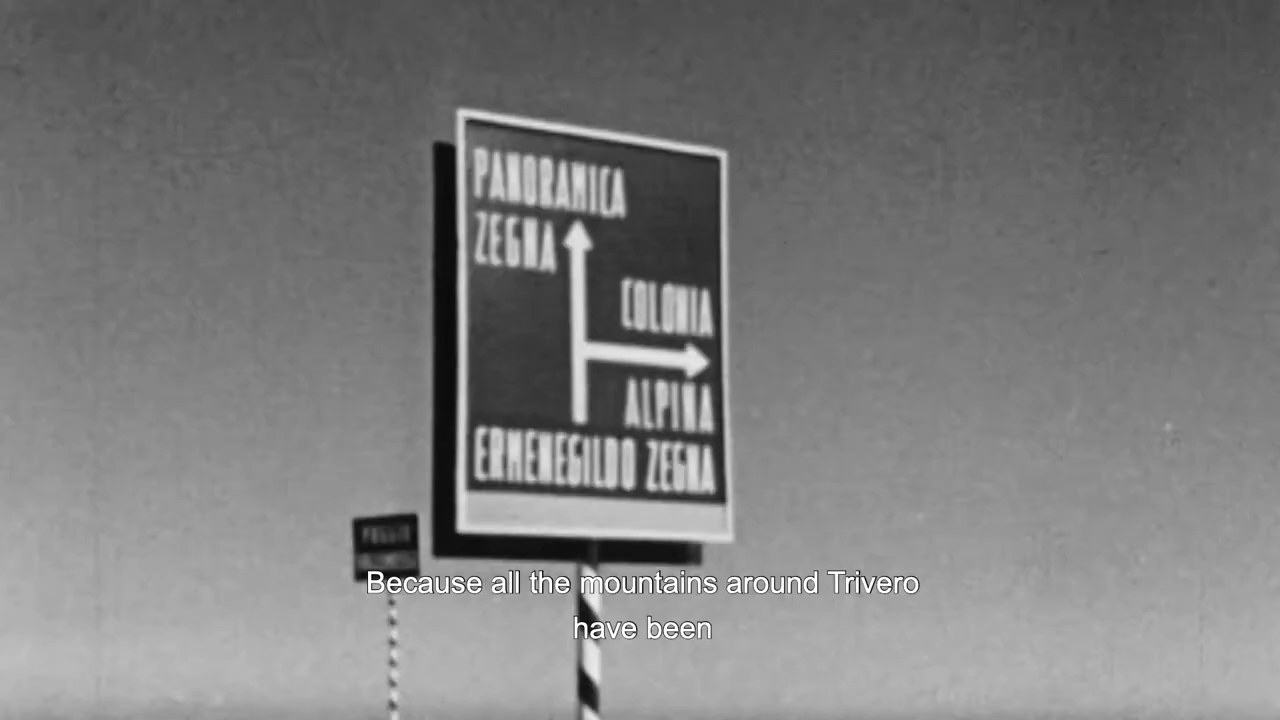 PANORAMICA
ZEGNA
COLONIA
ALPINA
ERMENEGILDO ZEGNA
Because all the mountains around Trivero
have been